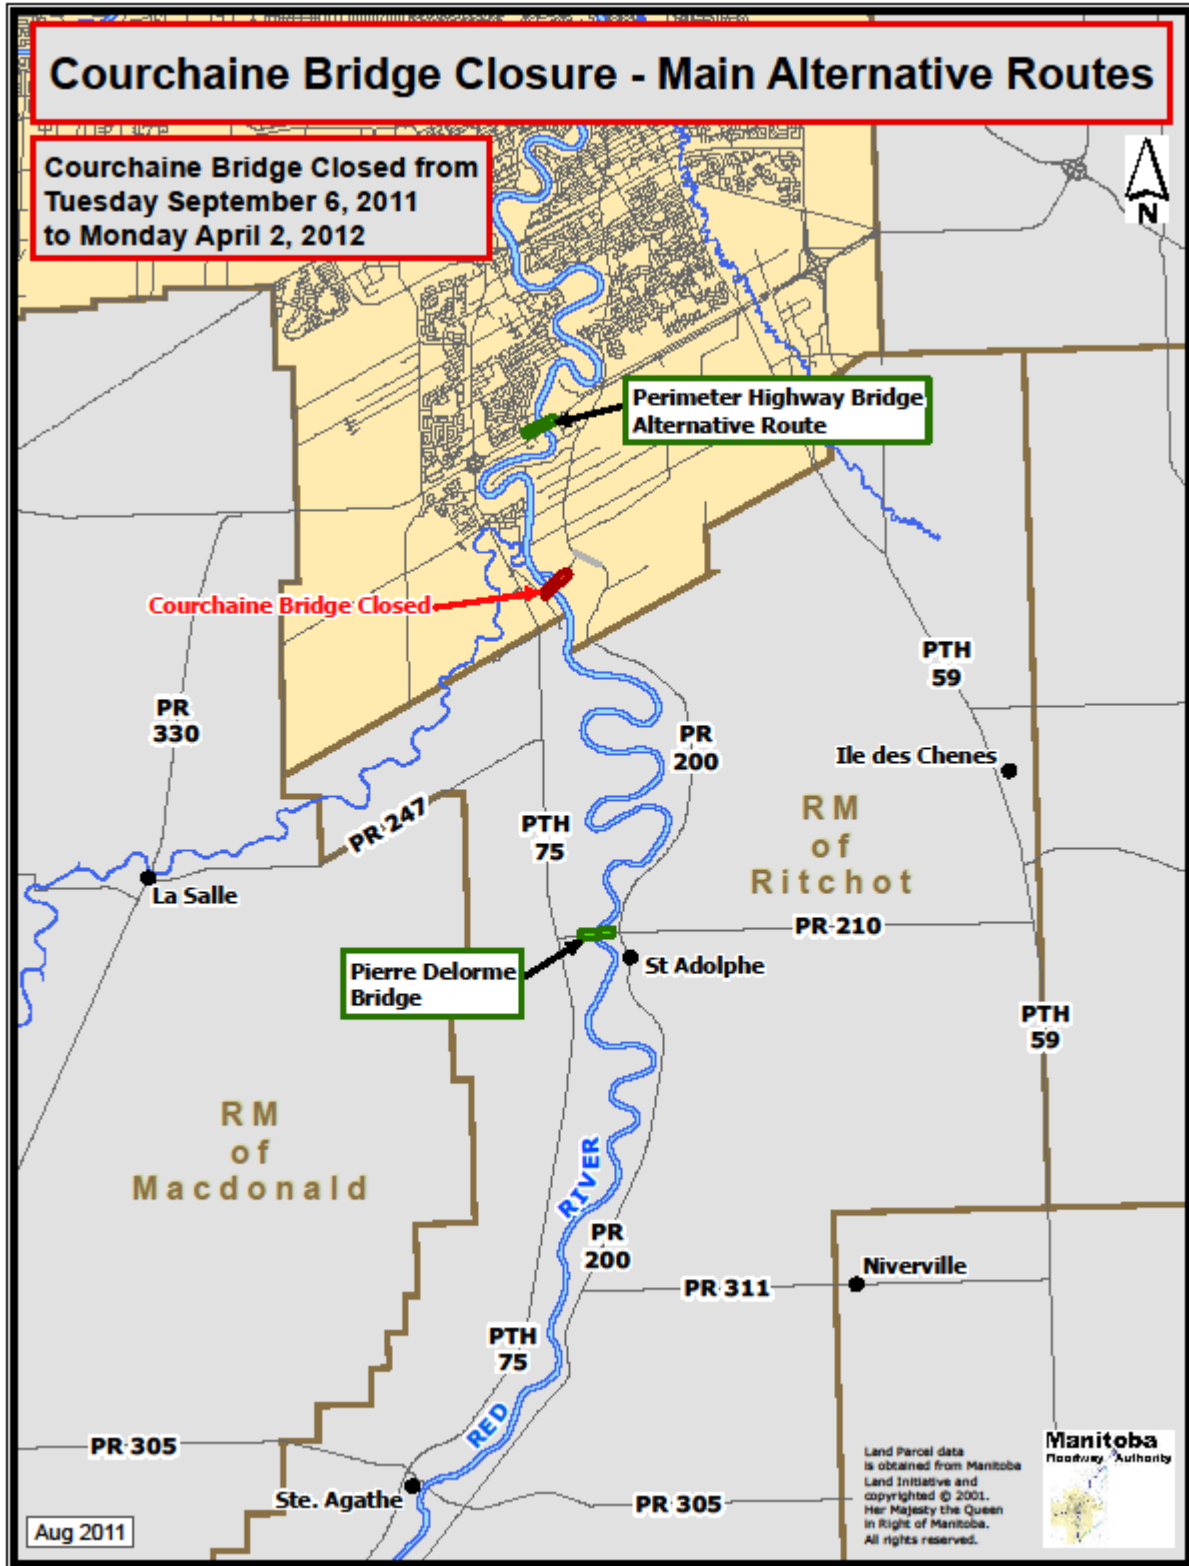 Courchaine Bridge Closure - Main Alternative Routes
Courchaine Bridge Closed from
Tuesday September 6, 2011
to Monday April 2, 2012
N
Perimeter Highway Bridge
Alternative Route
Courchaine Bridge Closed
PTH
59
PR
330
PR
200
Ile des Chenes
RM
of
Ritchot
PR 247
PTH
75
La Salle
PR 210
Pierre Delorme
Bridge
St Adolphe
PTH
59
RM
of
Macdonald
RIVER
PR
200
Niverville
PR 311
PTH
75
RED
PR 305
Ste. Agathe
PR 305
Land Parcel data
is obtained from Manitoba
Land Initiative and
copyrighted © 2001.
Her Majesty the Queen
in Right of Manitoba.
All rights reserved.
Manitoba
Floodway Authority
Aug 2011